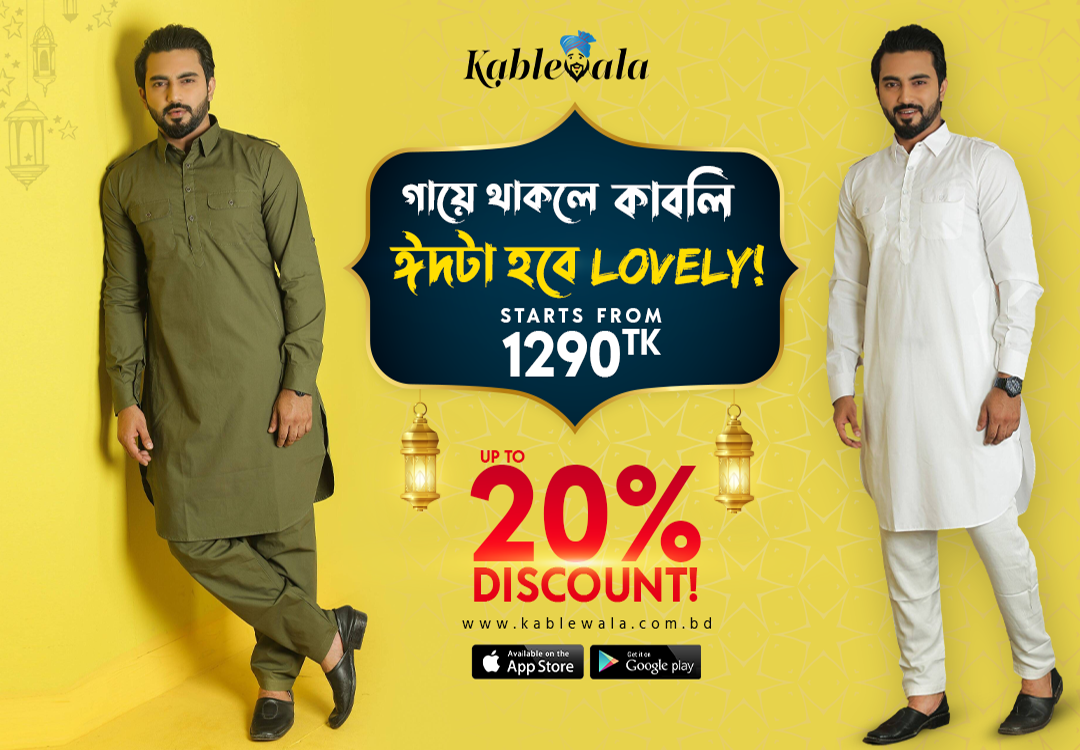 Kablewala
গায়ে থাকলে কাবলি
ঈদটা হবে LOVELY!
STARTS FROM
1290TK
UP TO
20%
DISCOUNT!
www.kablewala.com.bd
Available on the
App Store
Get it on
Google play